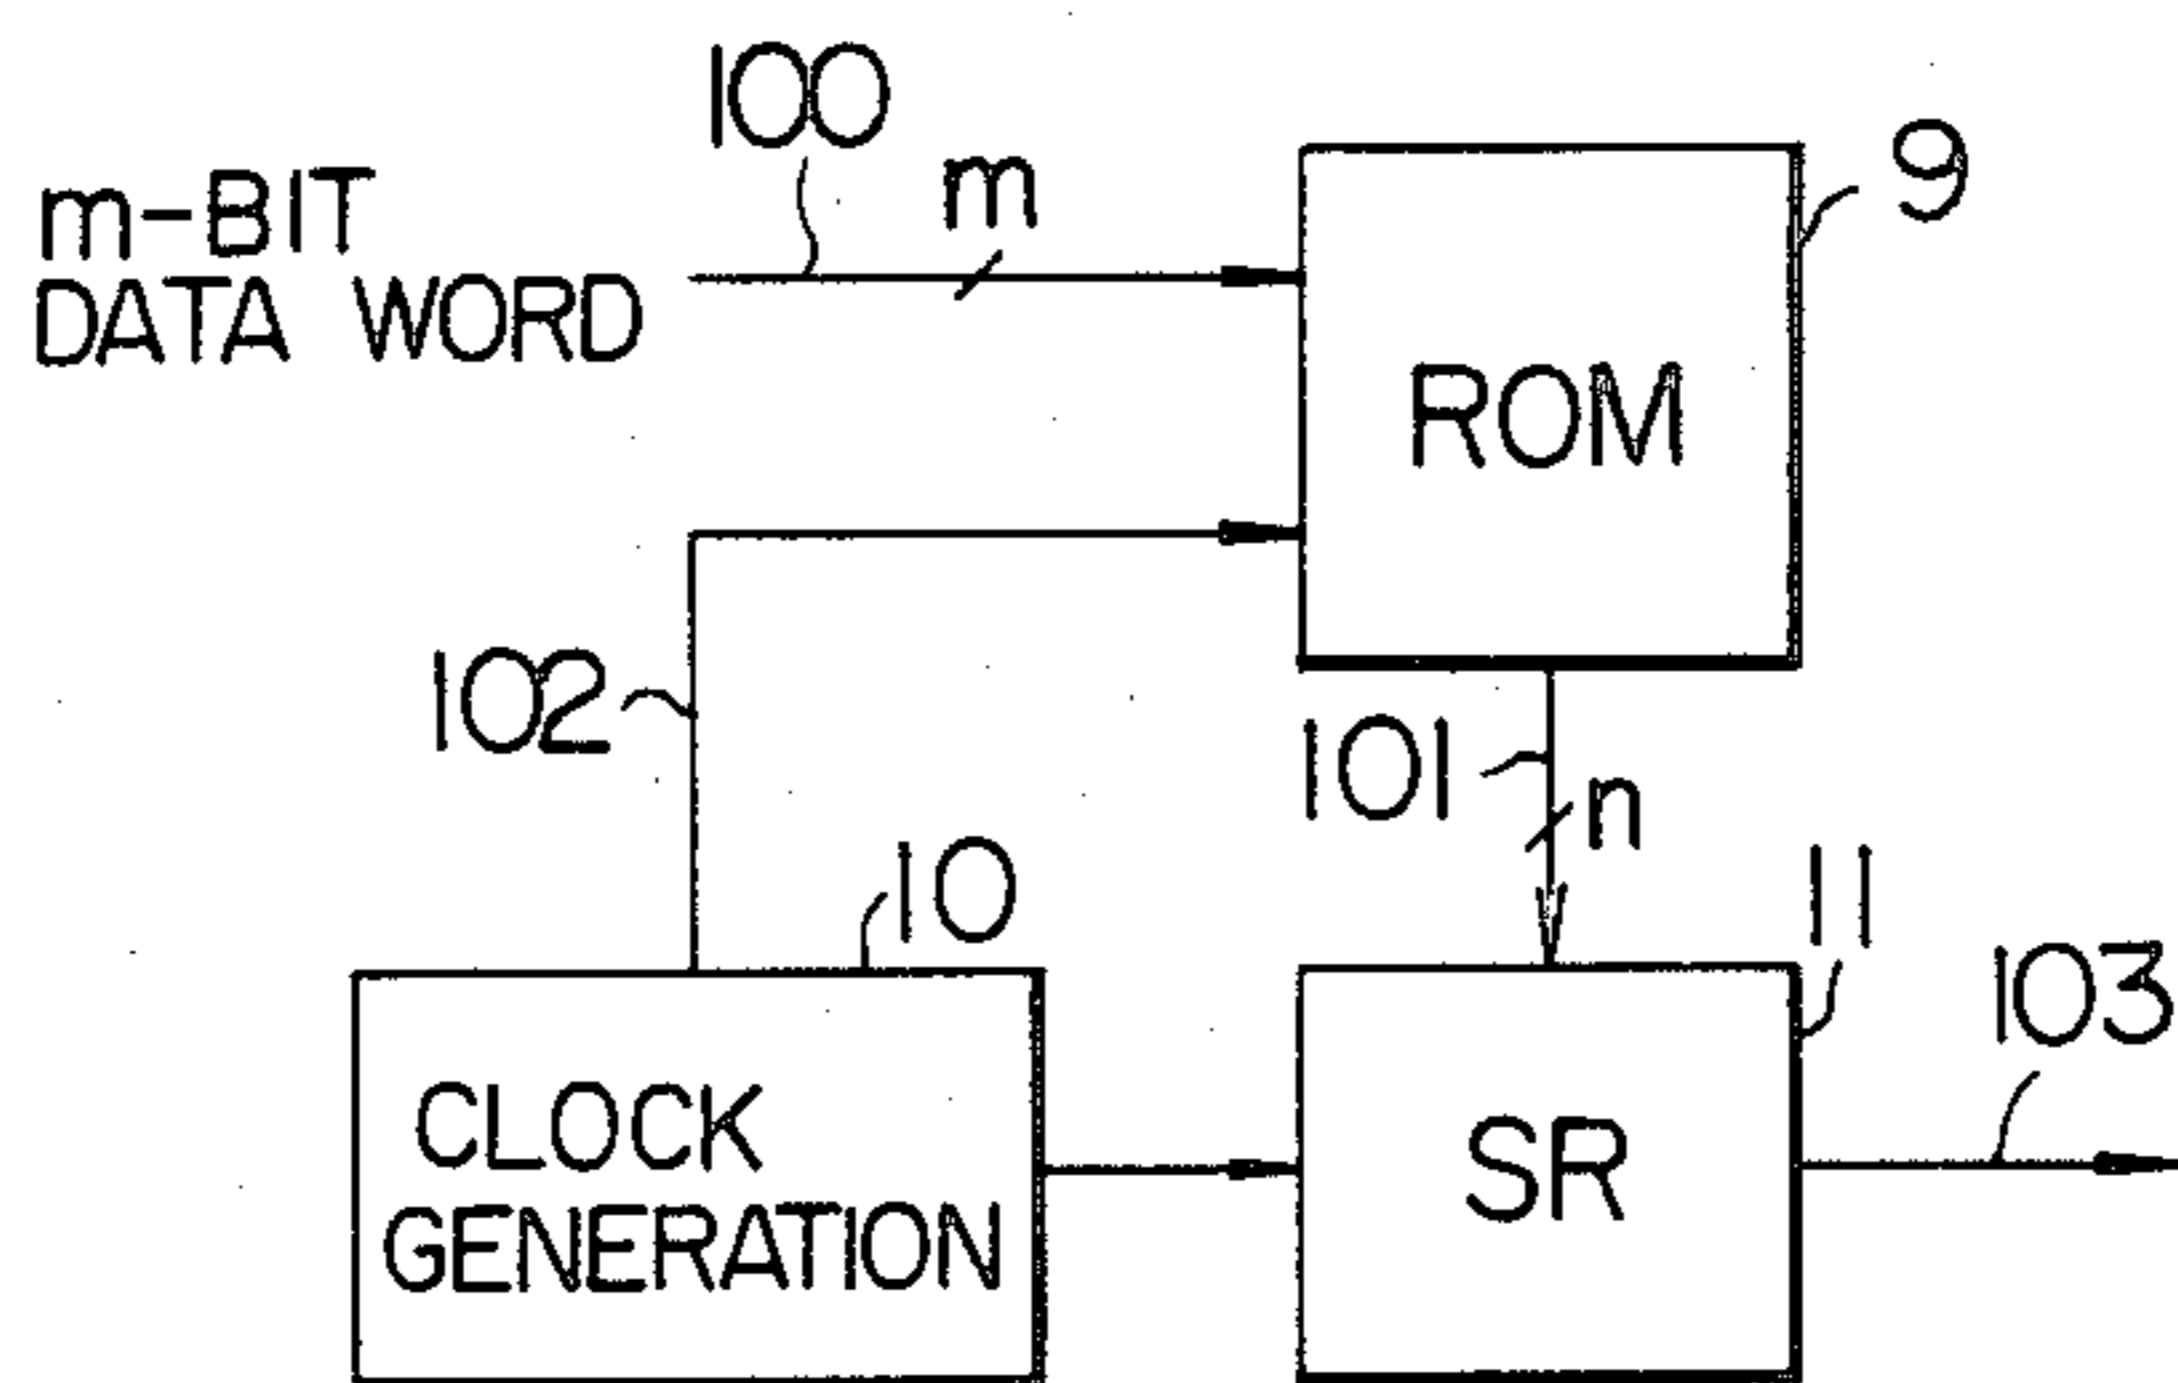 100
m
9
m-BIT
DATA WORD
ROM
102
101
n
10
11
103
CLOCK
GENERATION
SR